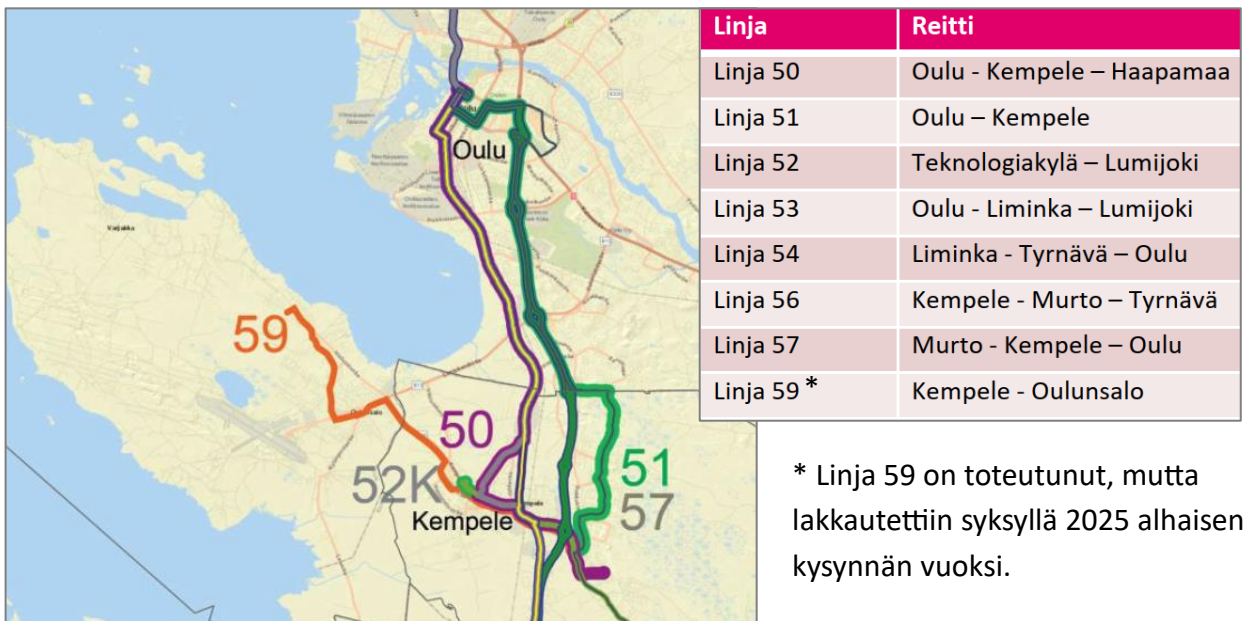 Linja Reitti
Linja 50 Oulu - Kempele – Haapamaa
Linja 51 Oulu – Kempele
Linja 52 Teknologiakylä – Lumijoki
Linja 53 Oulu - Liminka – Lumijoki
Linja 54 Liminka - Tyrnävä – Oulu
Linja 56 Kempele - Murto – Tyrnävä
Linja 57 Murto - Kempele – Oulu
Linja 59 * Kempele - Oulunsalo
Oulu
Varjakka
59
50
52K
Kempele
51
57
* Linja 59 on toteutunut, mutta
lakkautettiin syksyllä 2025 alhaisen
kysynnän vuoksi.